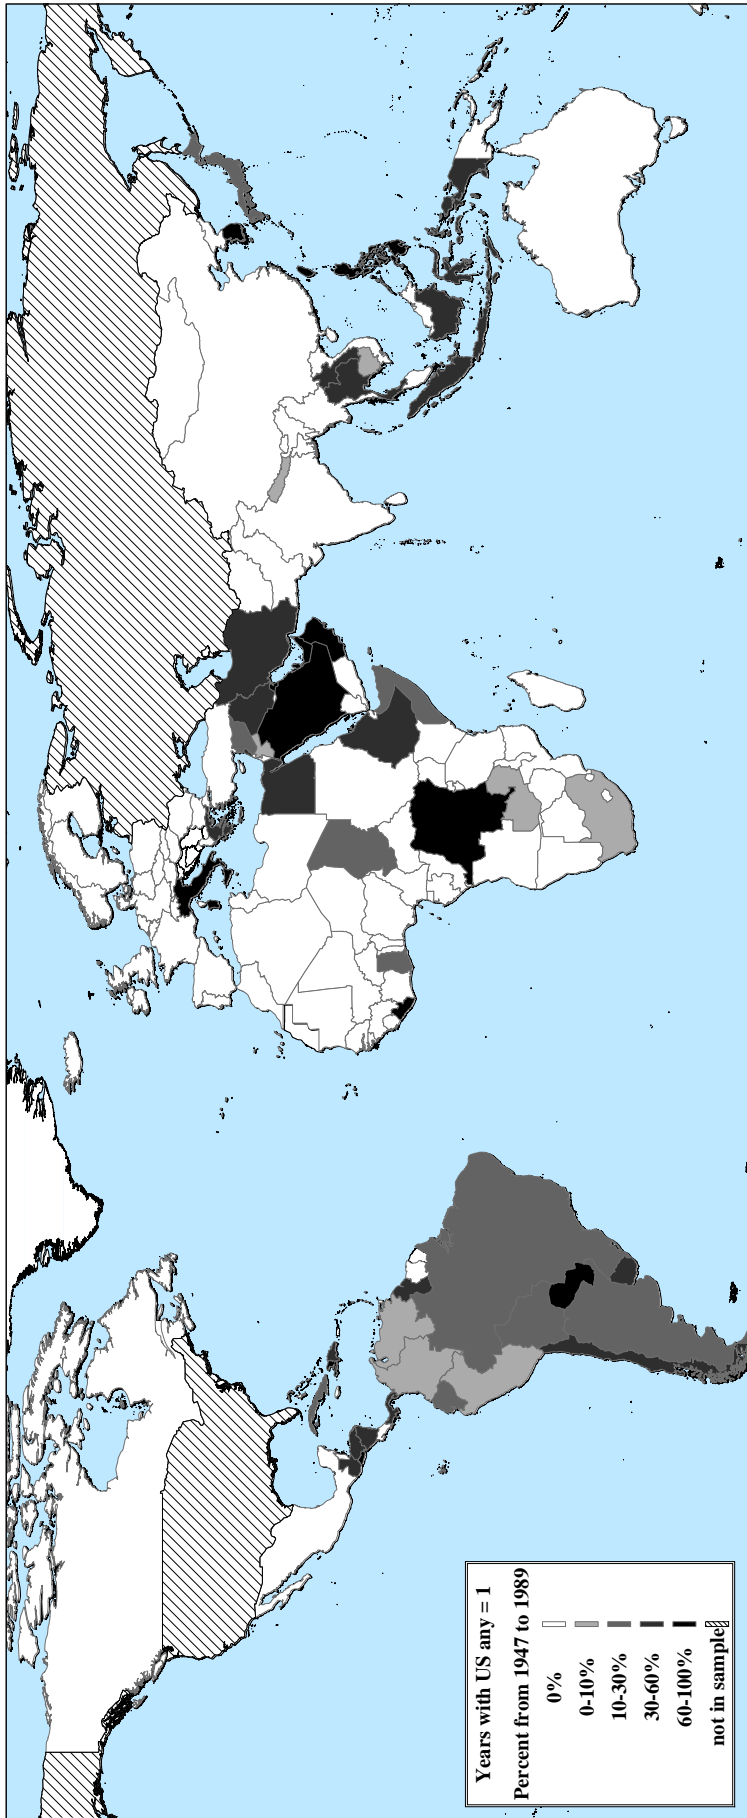 Years with US any = 1
Percent from 1947 to 1989
0%
0-10%
10-30%
30-60%
60-100%
not in sample